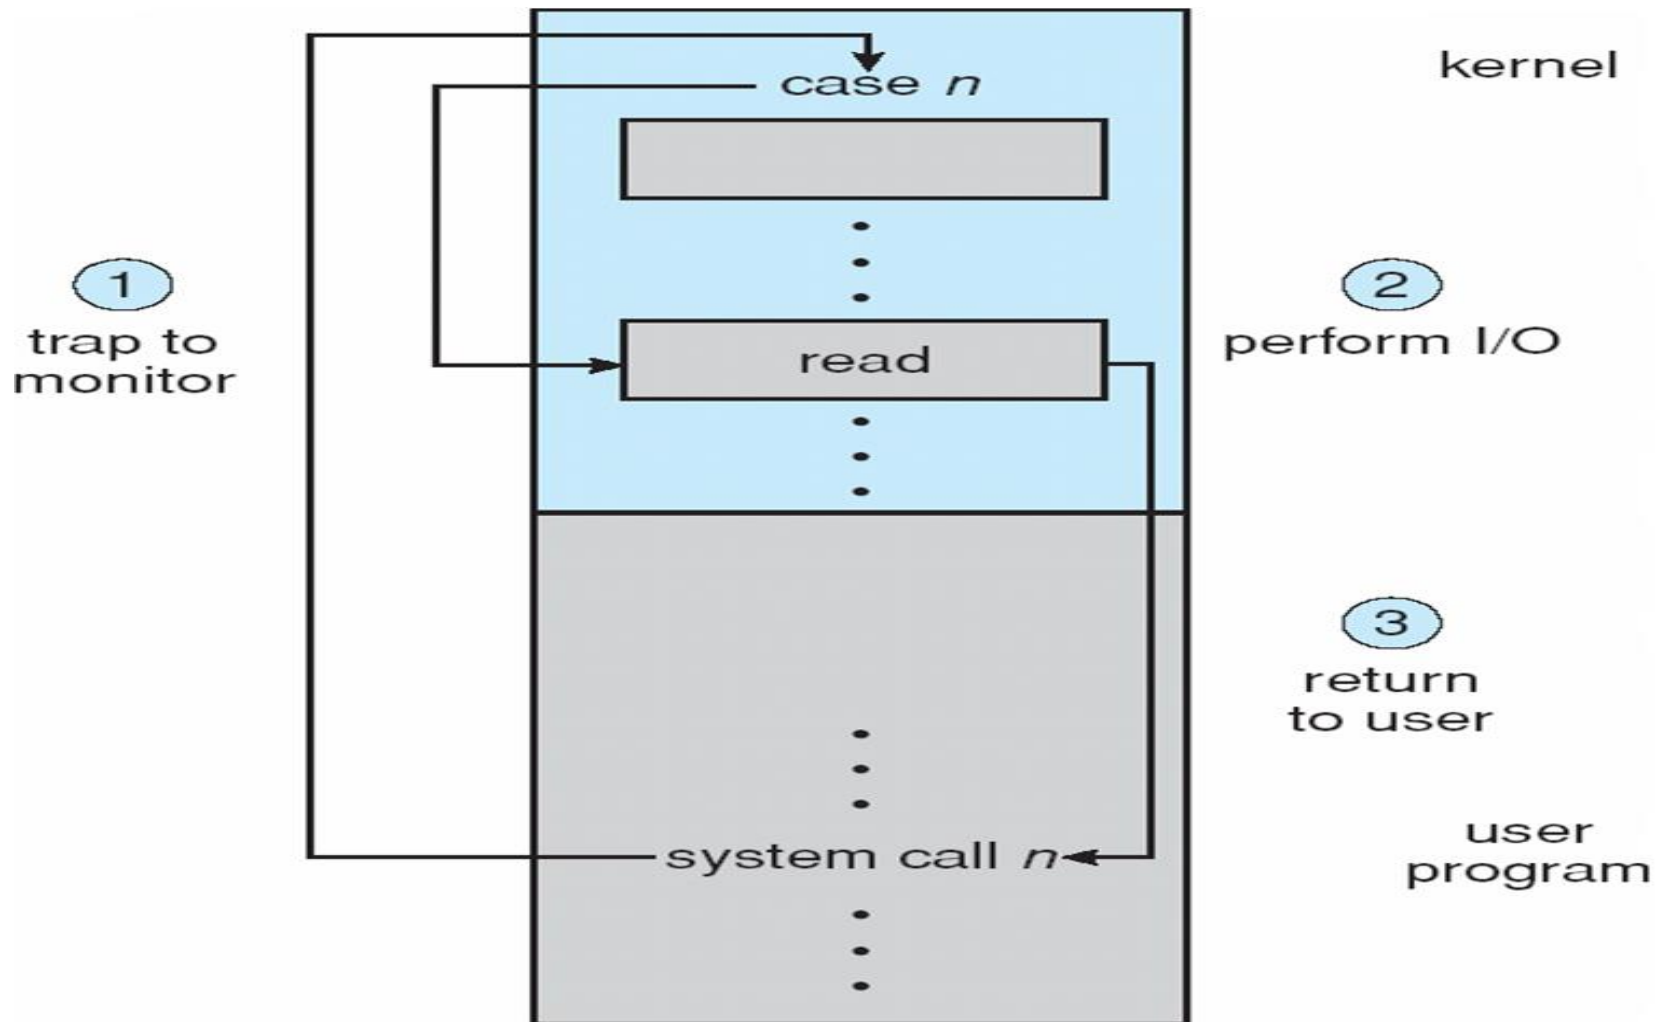 kernel
case n
1
trap to
monitor
read
2
perform I/O
3
return
to user
system call n
user
program